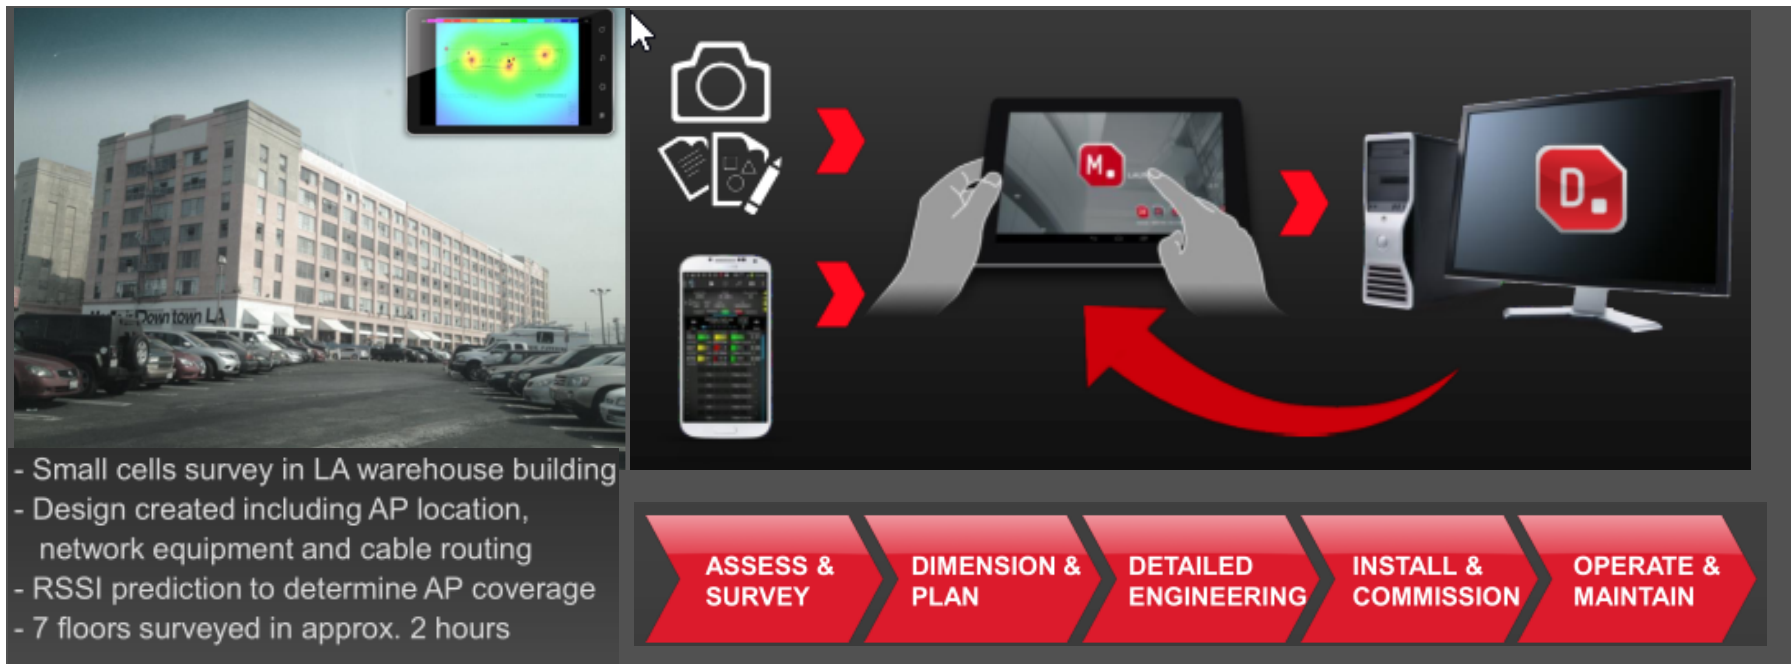 Down town LA
- Small cells survey in LA warehouse building
- Design created including AP location,
network equipment and cable routing
- RSSI prediction to determine AP coverage
- 7 floors surveyed in approx. 2 hours
M.
D.
ASSESS &
SURVEY
DIMENSION &
PLAN
DETAILED
ENGINEERING
INSTALL &
COMMISSION
OPERATE &
MAINTAIN